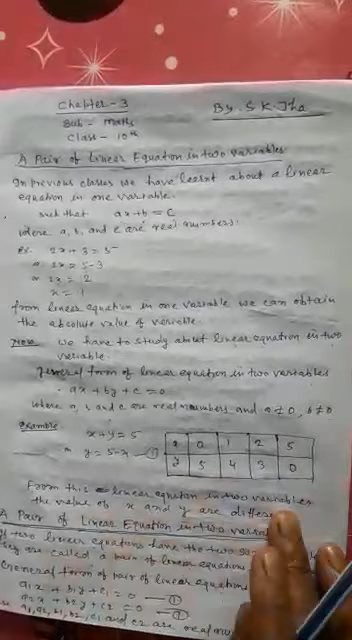 Chapter-3
By. S.K. Jha
Sub - Maths
Class - 10th
A Pair of Linear Equation in two variables
In previous classes we have learnt about a linear
equation in one variable.
such that ax+b = c
where a, b, and c are real numbers.
ex. 2x + 3 = 5
or 2x = 5-3
or 2x = 2
x = 1
from linear equation in one variable we can obtain
the absolute value of variable.
Now we have to study about linear equation in two
variable.
General form of linear equation in two variables
ax + by + c = 0
where a, b and c are real numbers and a≠0, b≠0
Example
x+y = 5
or y = 5-x — ①
x 0 1 2 5
y 5 4 3 0
From this linear equation in two variables
the value of x and y are differ
A Pair of Linear Equation in two varia
If two linear equations have the two
they are called a pair of linear equation
General form of pair of linear equation
a1x + b1y + c1 = 0 — ①
a2x + b2y + c2 = 0 — ②
a1, a2, b1, b2, c1 and c2 are real num